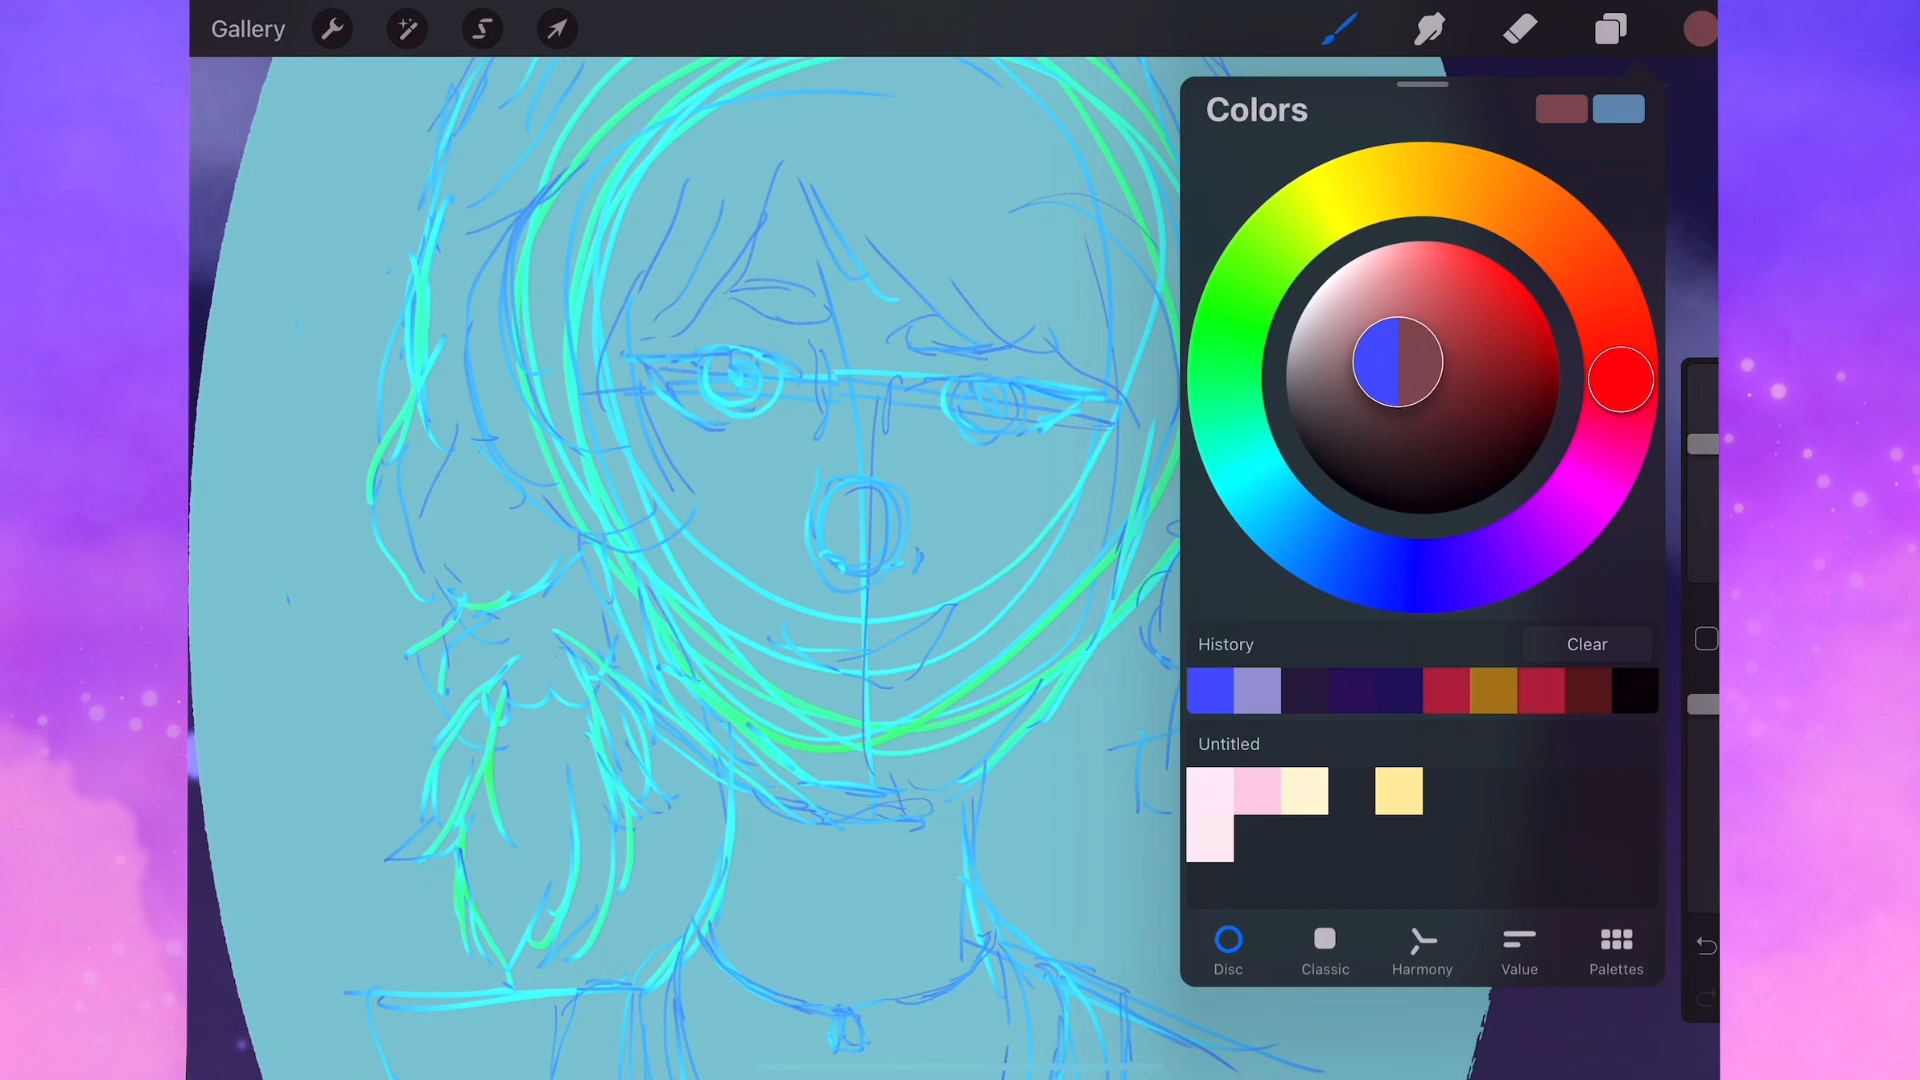 Gallery
Colors
History
Clear
Untitled
Disc
Classic
Harmony
Value
Palettes